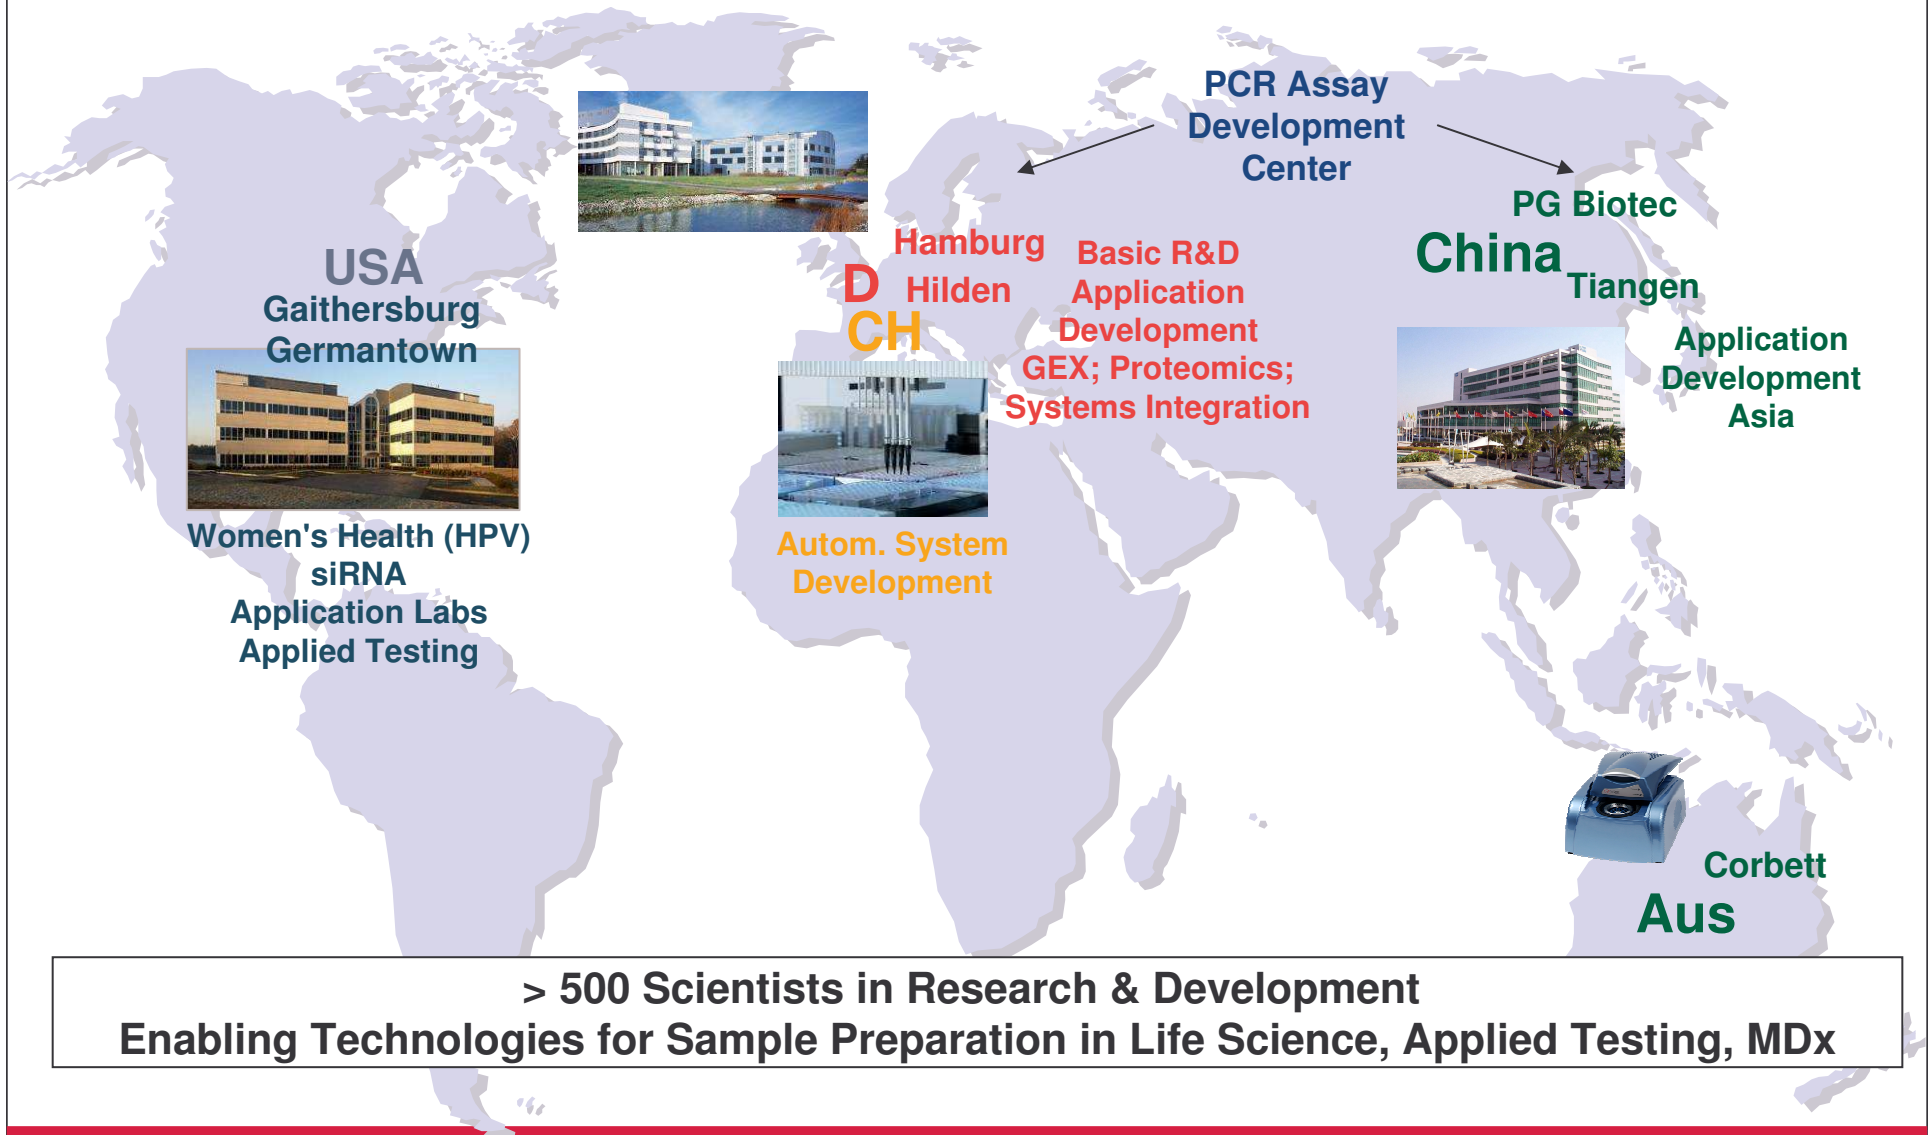 PCR Assay
Development
Center
PG Biotec
China
Tiangen
Application
Development
Asia
USA
Gaithersburg
Germantown
Women's Health (HPV)
siRNA
Application Labs
Applied Testing
Hamburg
D Hilden
CH
Basic R&D
Application
Development
GEX; Proteomics;
Systems Integration
Autom. System
Development
Corbett
Aus
> 500 Scientists in Research & Development
Enabling Technologies for Sample Preparation in Life Science, Applied Testing, MDx